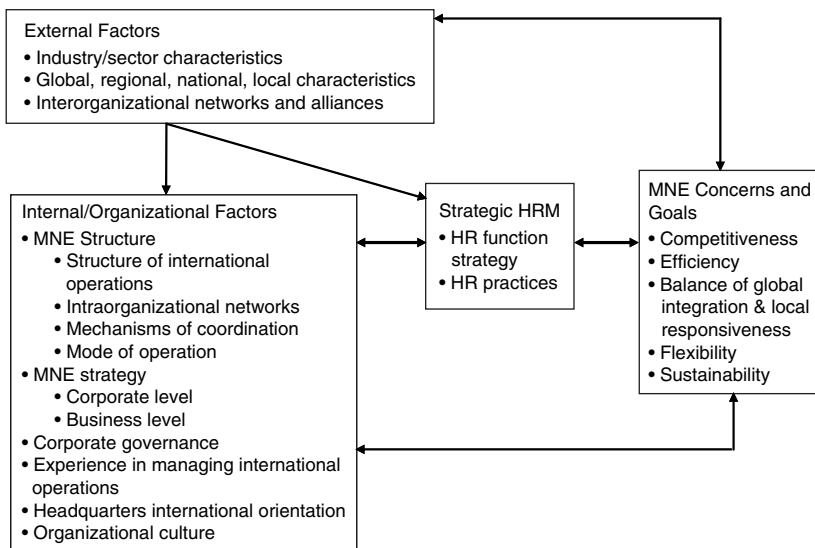 External Factors
• Industry/sector characteristics
• Global, regional, national, local characteristics
• Interorganizational networks and alliances
Internal/Organizational Factors
• MNE Structure
• Structure of international
operations
• Intraorganizational networks
• Mechanisms of coordination
• Mode of operation
• MNE strategy
• Corporate level
• Business level
• Corporate governance
• Experience in managing international
operations
• Headquarters international orientation
• Organizational culture
Strategic HRM
• HR function
strategy
• HR practices
MNE Concerns and
Goals
• Competitiveness
• Efficiency
• Balance of global
integration & local
responsiveness
• Flexibility
• Sustainability